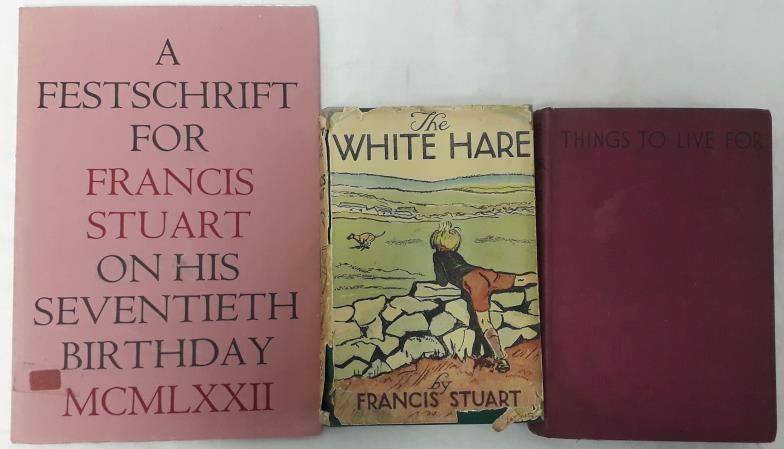 A
FESTSCHRIFT
FOR
FRANCIS
STUART
ON HIS
SEVENTIETH
BIRTHDAY
MCMLXXII
The
WHITE HARE
by
FRANCIS STUART
THINGS TO LIVE FOR